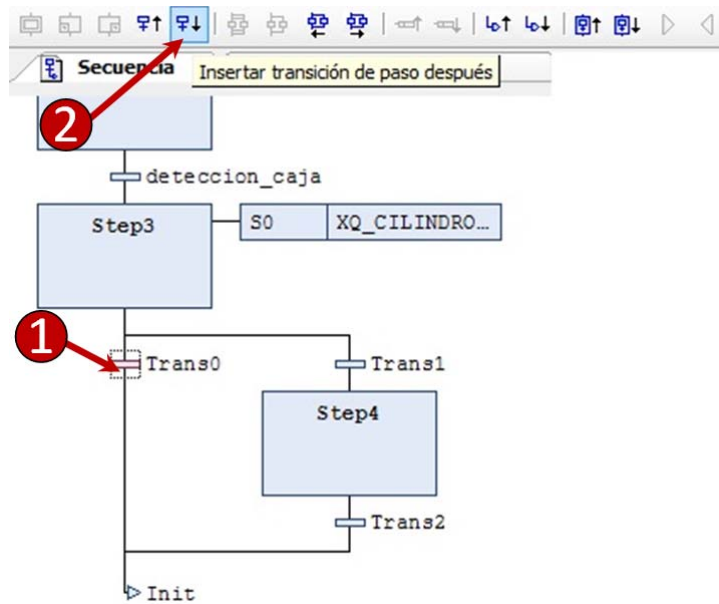 Secuencia
Insertar transición de paso después
2
deteccion_caja
Step3
S0 XQ_CILINDRO…
1
Trans0 Trans1
Step4
Trans2
Init